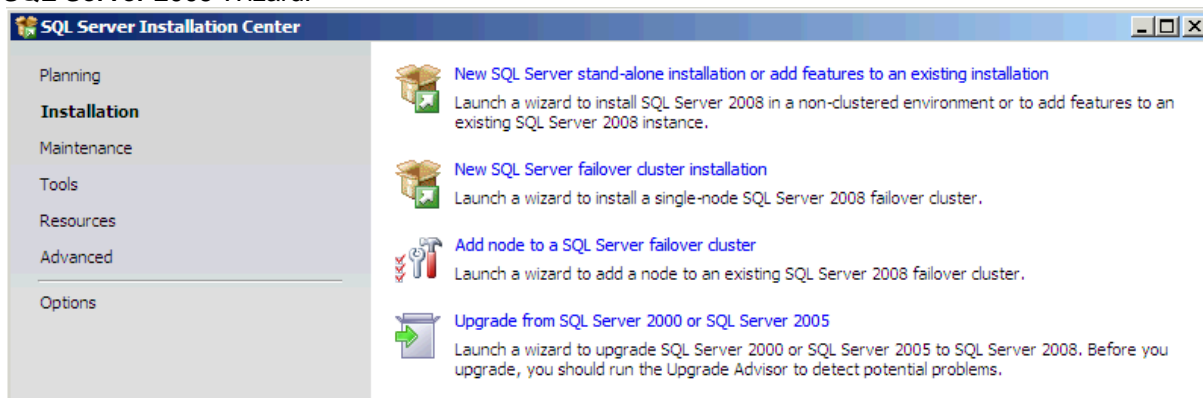 SQL Server 2008 wizard.
SQL Server Installation Center
Planning
Installation
Maintenance
Tools
Resources
Advanced
Options
New SQL Server stand-alone installation or add features to an existing installation
Launch a wizard to install SQL Server 2008 in a non-clustered environment or to add features to an
existing SQL Server 2008 instance.
New SQL Server failover cluster installation
Launch a wizard to install a single-node SQL Server 2008 failover cluster.
Add node to a SQL Server failover cluster
Launch a wizard to add a node to an existing SQL Server 2008 failover cluster.
Upgrade from SQL Server 2000 or SQL Server 2005
Launch a wizard to upgrade SQL Server 2000 or SQL Server 2005 to SQL Server 2008. Before you
upgrade, you should run the Upgrade Advisor to detect potential problems.